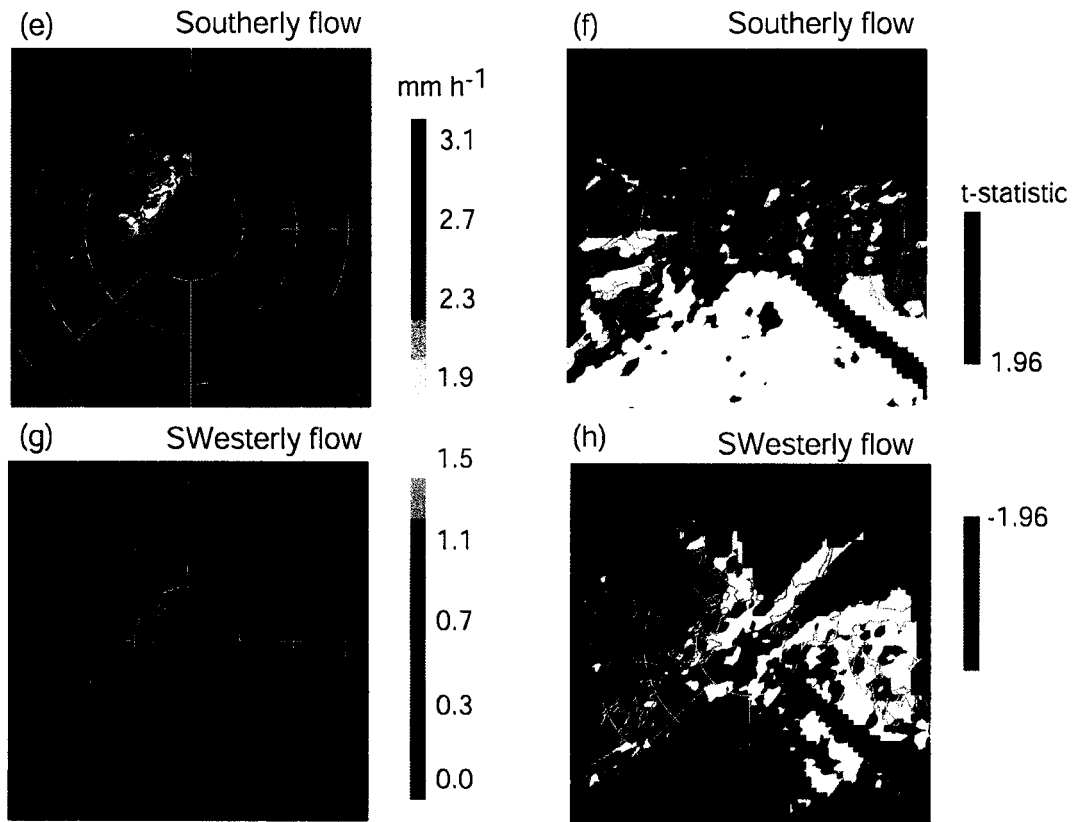 (e) Southerly flow
(f) Southerly flow
mm h-1
3.1
2.7
2.3
1.9
t-statistic
1.96
(g) SWesterly flow
(h) SWesterly flow
1.5
1.1
0.7
0.3
0.0
-1.96